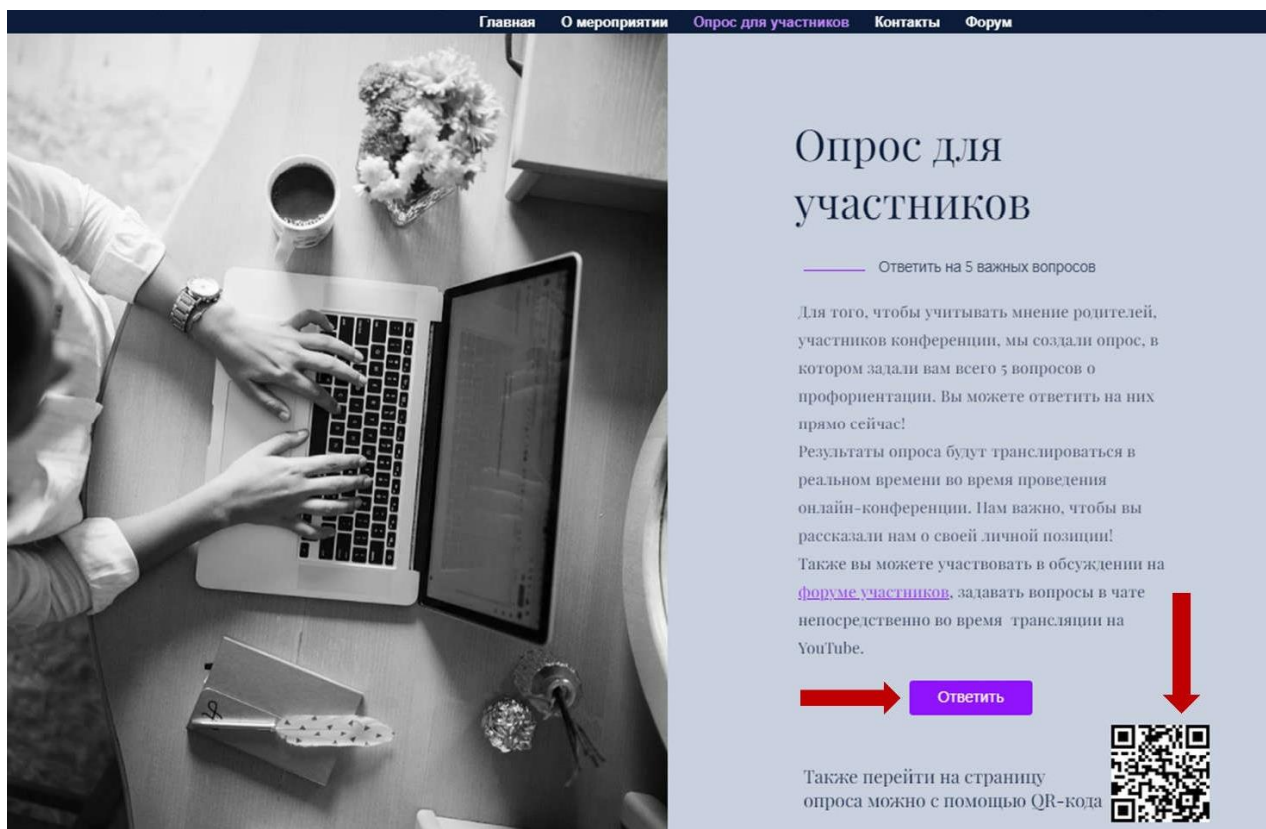 Главная О мероприятии Опрос для участников Контакты Форум
Опрос для
участников
Ответить на 5 важных вопросов
Для того, чтобы учитывать мнение родителей,
участников конференции, мы создали опрос, в
котором задали вам всего 5 вопросов о
профориентации. Вы можете ответить на них
прямо сейчас!
Результаты опроса будут транслироваться в
реальном времени во время проведения
онлайн-конференции. Нам важно, чтобы вы
рассказали нам о своей личной позиции!
Также вы можете участвовать в обсуждении на
форуме участников, задавать вопросы в чате
непосредственно во время трансляции на
YouTube.
Ответить
Также перейти на страницу
опроса можно с помощью QR-кода